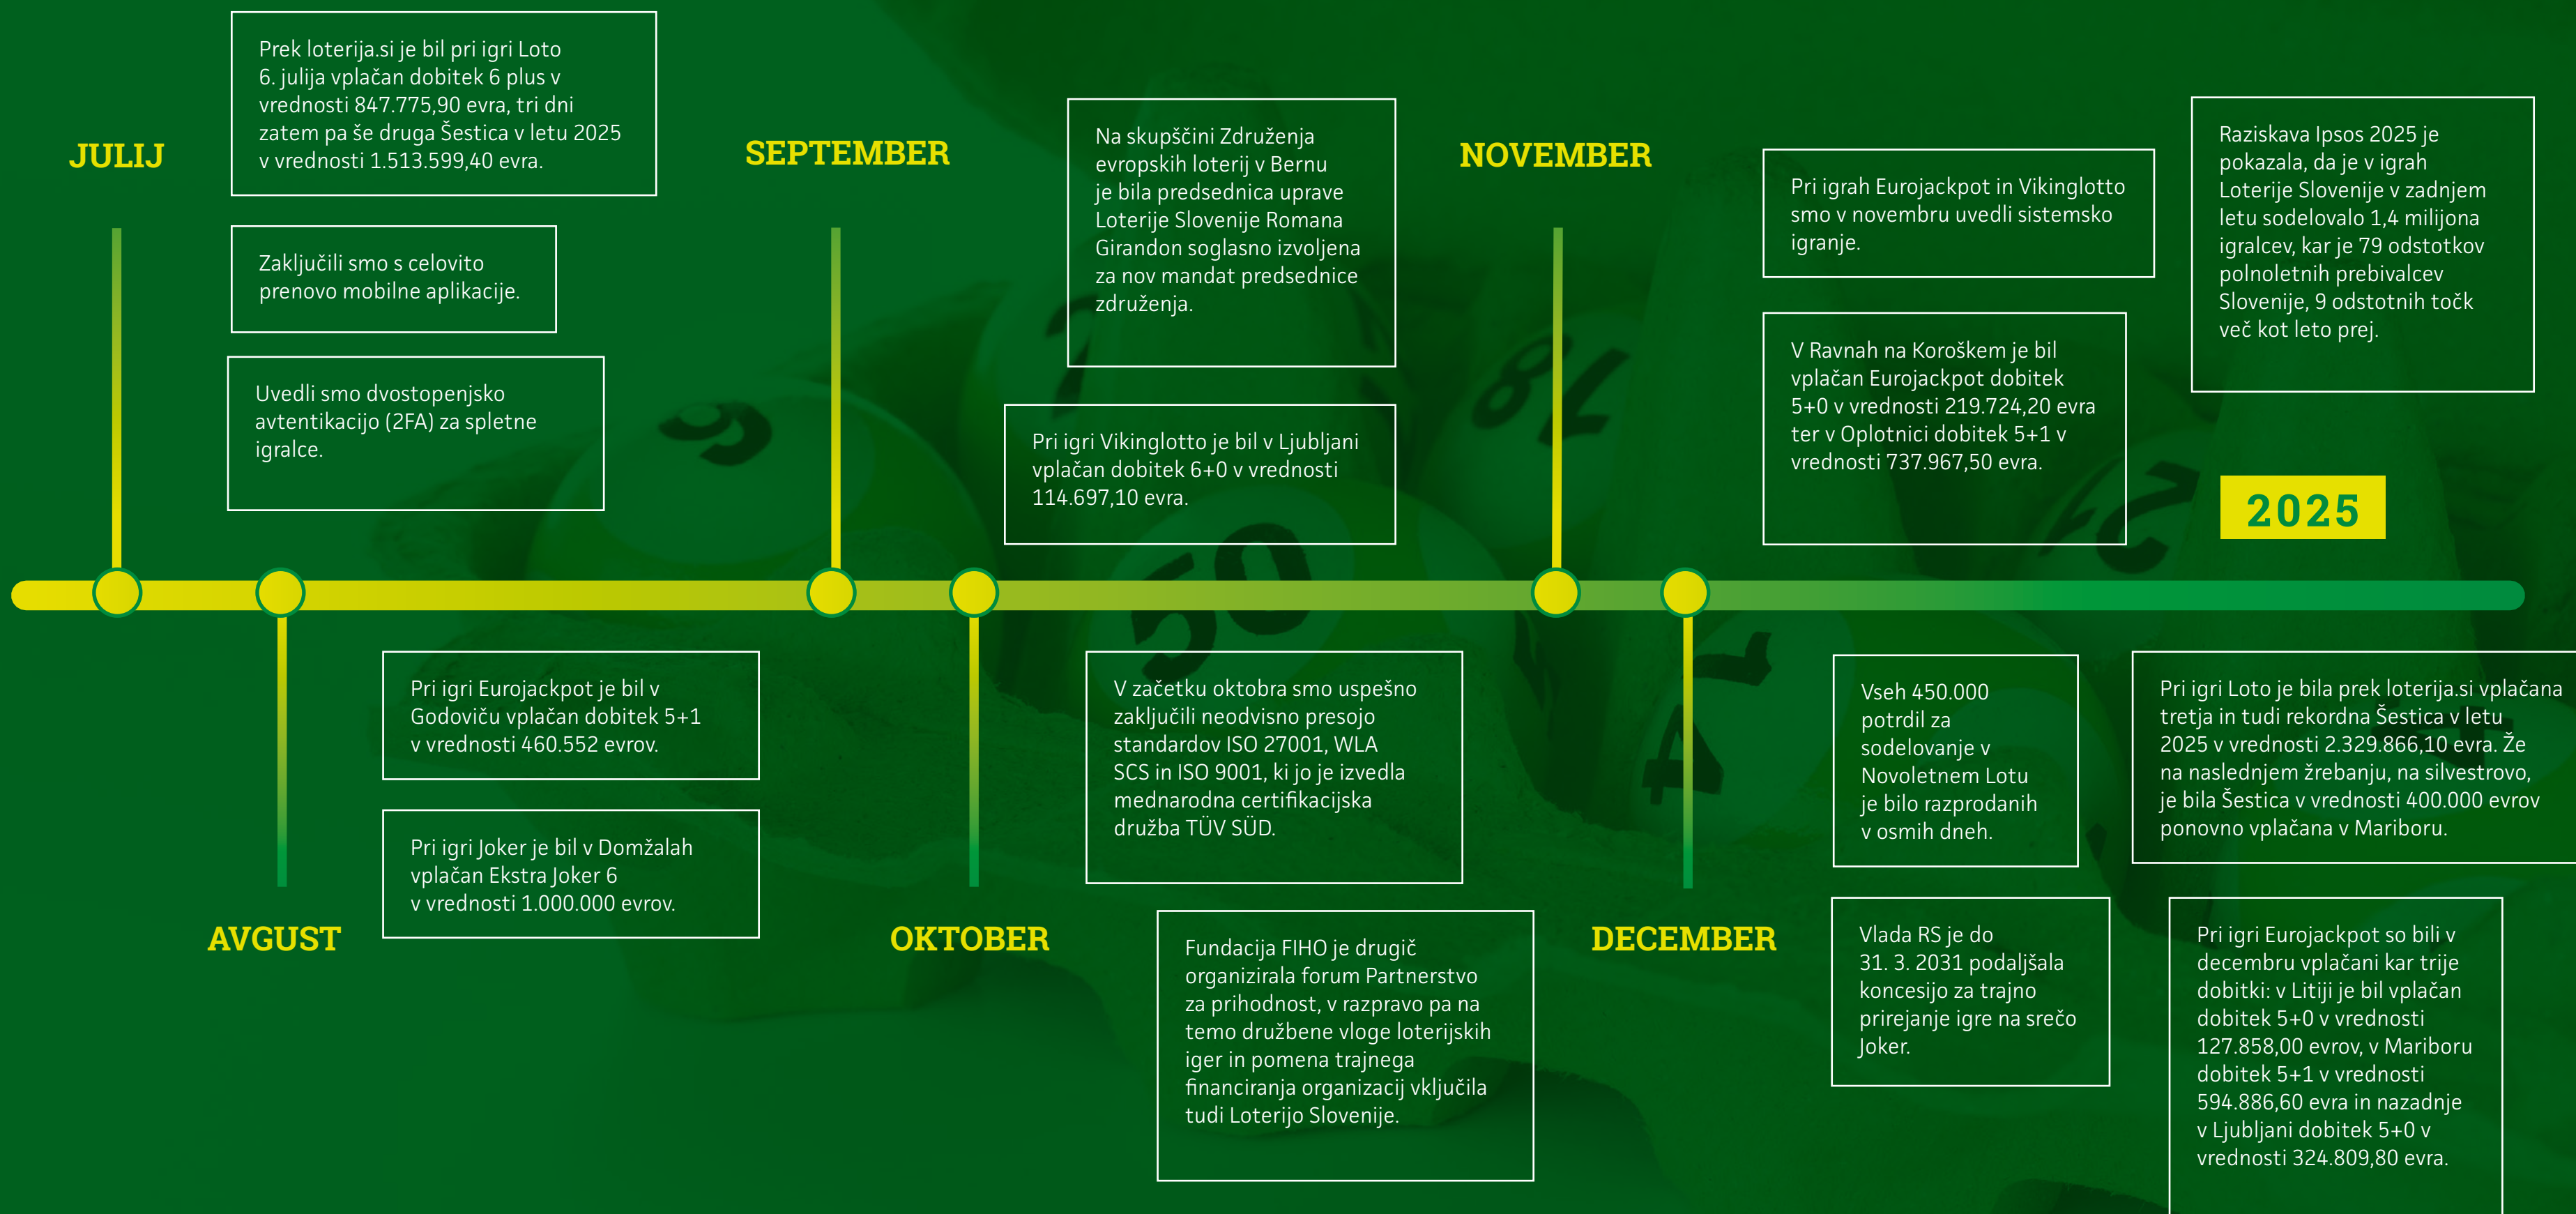 JULIJ
Prek loterija.si je bil pri igri Loto
6. julija vplačan dobitek 6 plus v
vrednosti 847.775,90 evra, tri dni
zatem pa še druga Šestica v letu 2025
v vrednosti 1.513.599,40 evra.
Zaključili smo s celovito
prenovo mobilne aplikacije.
Uvedli smo dvostopenjsko
avtentikacijo (2FA) za spletne
igralce.
AVGUST
Pri igri Eurojackpot je bil v
Godoviču vplačan dobitek 5+1
v vrednosti 460.552 evrov.
Pri igri Joker je bil v Domžalah
vplačan Ekstra Joker 6
v vrednosti 1.000.000 evrov.
SEPTEMBER
Na skupščini Združenja
evropskih loterij v Bernu
je bila predsednica uprave
Loterije Slovenije Romana
Girandon soglasno izvoljena
za nov mandat predsednice
združenja.
Pri igri Vikinglotto je bil v Ljubljani
vplačan dobitek 6+0 v vrednosti
114.697,10 evra.
OKTOBER
V začetku oktobra smo uspešno
zaključili neodvisno presojo
standardov ISO 27001, WLA
SCS in ISO 9001, ki jo je izvedla
mednarodna certifikacijska
družba TÜV SÜD.
Fundacija FIHO je drugič
organizirala forum Partnerstvo
za prihodnost, v razpravo pa na
temo družbene vloge loterijskih
iger in pomena trajnega
financiranja organizacij vključila
tudi Loterijo Slovenije.
NOVEMBER
Pri igrah Eurojackpot in Vikinglotto
smo v novembru uvedli sistemsko
igranje.
V Ravnah na Koroškem je bil
vplačan Eurojackpot dobitek
5+0 v vrednosti 219.724,20 evra
ter v Oplotnici dobitek 5+1 v
vrednosti 737.967,50 evra.
Raziskava Ipsos 2025 je
pokazala, da je v igrah
Loterije Slovenije v zadnjem
letu sodelovalo 1,4 milijona
igralcev, kar je 79 odstotkov
polnoletnih prebivalcev
Slovenije, 9 odstotnih točk
več kot leto prej.
2025
DECEMBER
Vseh 450.000
potrdil za
sodelovanje v
Novoletnem Lotu
je bilo razprodanih
v osmih dneh.
Vlada RS je do
31. 3. 2031 podaljšala
koncesijo za trajno
prirejanje igre na srečo
Joker.
Pri igri Loto je bila prek loterija.si vplačana
tretja in tudi rekordna Šestica v letu
2025 v vrednosti 2.329.866,10 evra. Že
na naslednjem žrebanju, na silvestrovo,
je bila Šestica v vrednosti 400.000 evrov
ponovno vplačana v Mariboru.
Pri igri Eurojackpot so bili v
decembru vplačani kar trije
dobitki: v Litiji je bil vplačan
dobitek 5+0 v vrednosti
127.858,00 evrov, v Mariboru
dobitek 5+1 v vrednosti
594.886,60 evra in nazadnje
v Ljubljani dobitek 5+0 v
vrednosti 324.809,80 evra.